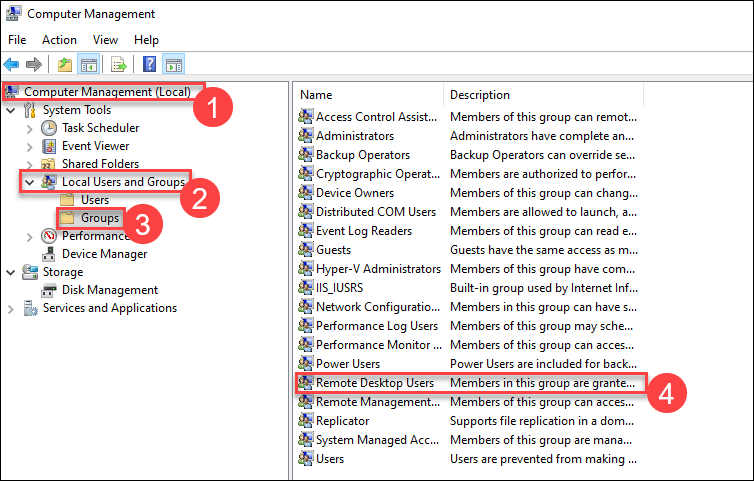 Computer Management
File Action View Help
Computer Management (Local)
1
System Tools
Task Scheduler
Event Viewer
Shared Folders
Local Users and Groups
2
Users
Groups
3
Performance
Device Manager
Storage
Disk Management
Services and Applications
Name Description
Access Control Assist... Members of this group can remot...
Administrators Administrators have complete an...
Backup Operators Backup Operators can override se...
Cryptographic Operat... Members are authorized to perfor...
Device Owners Members of this group can chang...
Distributed COM Users Members are allowed to launch, a...
Event Log Readers Members of this group can read e...
Guests Guests have the same access as m...
Hyper-V Administrators Members of this group have com...
IIS_IUSRS Built-in group used by Internet Inf...
Network Configuratio... Members in this group can have s...
Performance Log Users Members of this group may sche...
Performance Monitor ... Members of this group can acces...
Power Users Power Users are included for back...
Remote Desktop Users Members in this group are grante...
4
Remote Management... Members of this group can acces...
Replicator Supports file replication in a dom...
System Managed Acc... Members of this group are mana...
Users Users are prevented from making ...